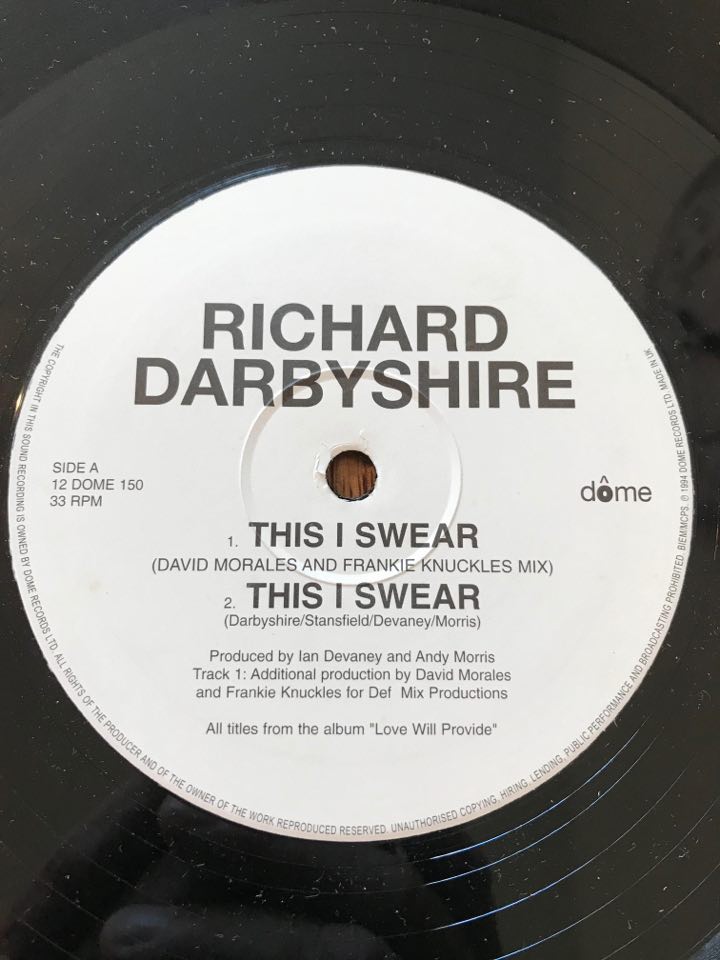 RICHARD
DARBYSHIRE
SIDE A
12 DOME 150
33 RPM
dôme
1. THIS I SWEAR
(DAVID MORALES AND FRANKIE KNUCKLES MIX)
2. THIS I SWEAR
(Darbyshire/Stansfield/Devaney/Morris)
Produced by Ian Devaney and Andy Morris
Track 1: Additional production by David Morales
and Frankie Knuckles for Def Mix Productions
All titles from the album "Love Will Provide"
THE COPYRIGHT IN THIS SOUND RECORDING IS OWNED BY DOME RECORDS LTD. ALL RIGHTS OF THE PRODUCER AND OF THE OWNER OF THE WORK REPRODUCED RESERVED. UNAUTHORISED COPYING, HIRING, LENDING, PUBLIC PERFORMANCE AND BROADCASTING PROHIBITED. BIEM/MCPS. ℗ 1994 DOME RECORDS LTD. MADE IN UK